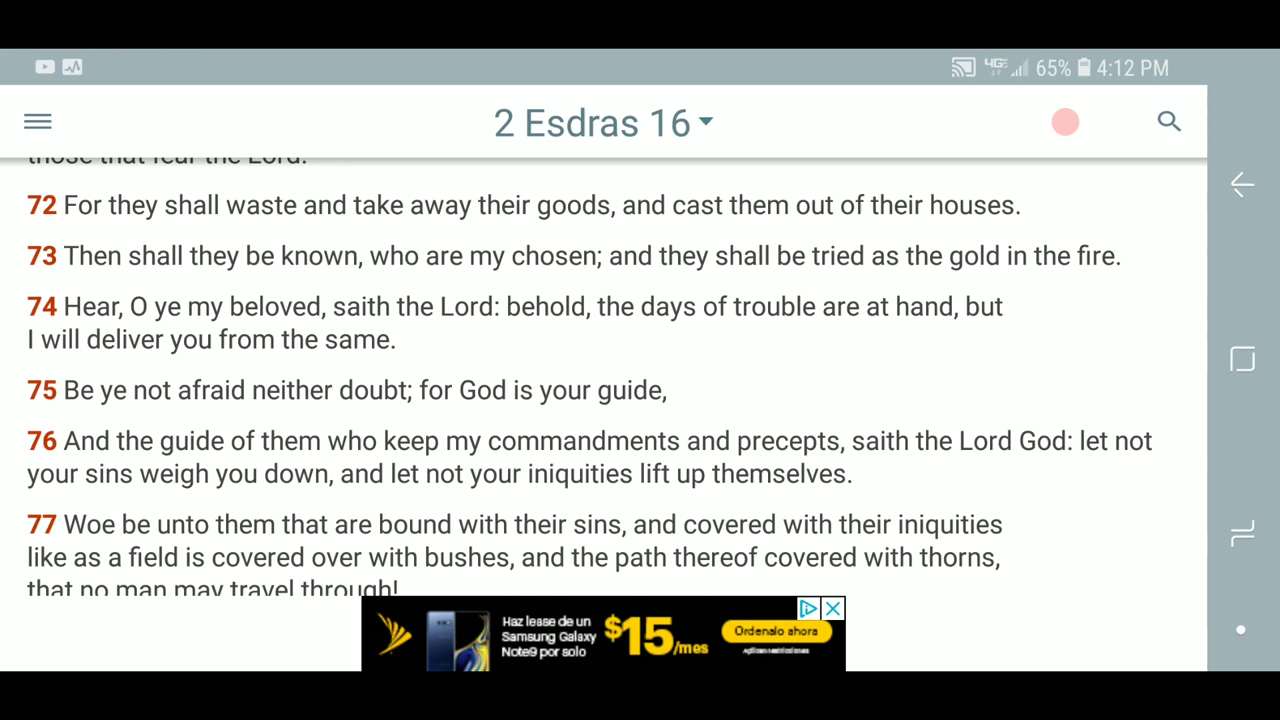 4G 65% 4:12 PM
2 Esdras 16
those that fear the Lord.
72 For they shall waste and take away their goods, and cast them out of their houses.
73 Then shall they be known, who are my chosen; and they shall be tried as the gold in the fire.
74 Hear, O ye my beloved, saith the Lord: behold, the days of trouble are at hand, but
I will deliver you from the same.
75 Be ye not afraid neither doubt; for God is your guide,
76 And the guide of them who keep my commandments and precepts, saith the Lord God: let not
your sins weigh you down, and let not your iniquities lift up themselves.
77 Woe be unto them that are bound with their sins, and covered with their iniquities
like as a field is covered over with bushes, and the path thereof covered with thorns,
that no man may travel through!
Haz lease de un
Samsung Galaxy
Note9 por solo
$15/mes
Ordenalo ahora
Aplican restricciones